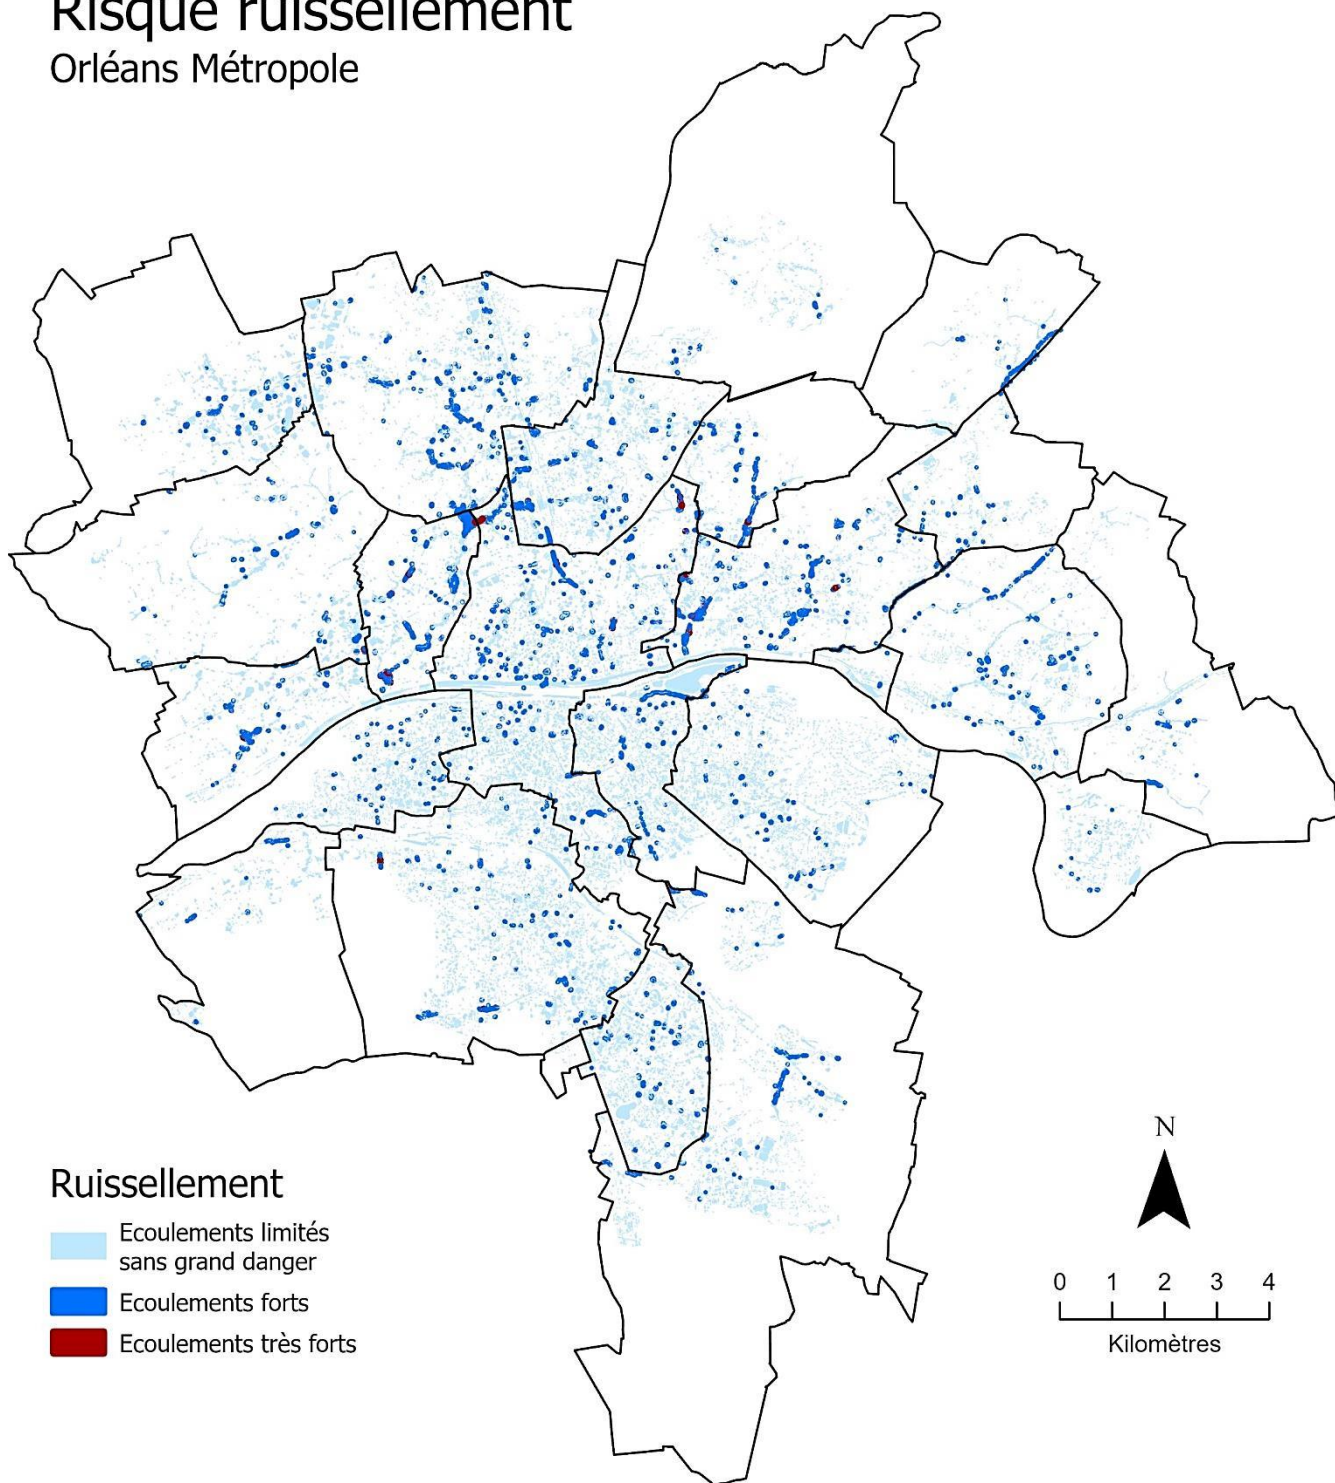 Risque ruissellement
Orléans Métropole
Ruissellement
Ecoulements limités
sans grand danger
Ecoulements forts
Ecoulements très forts
N
0 1 2 3 4
Kilomètres